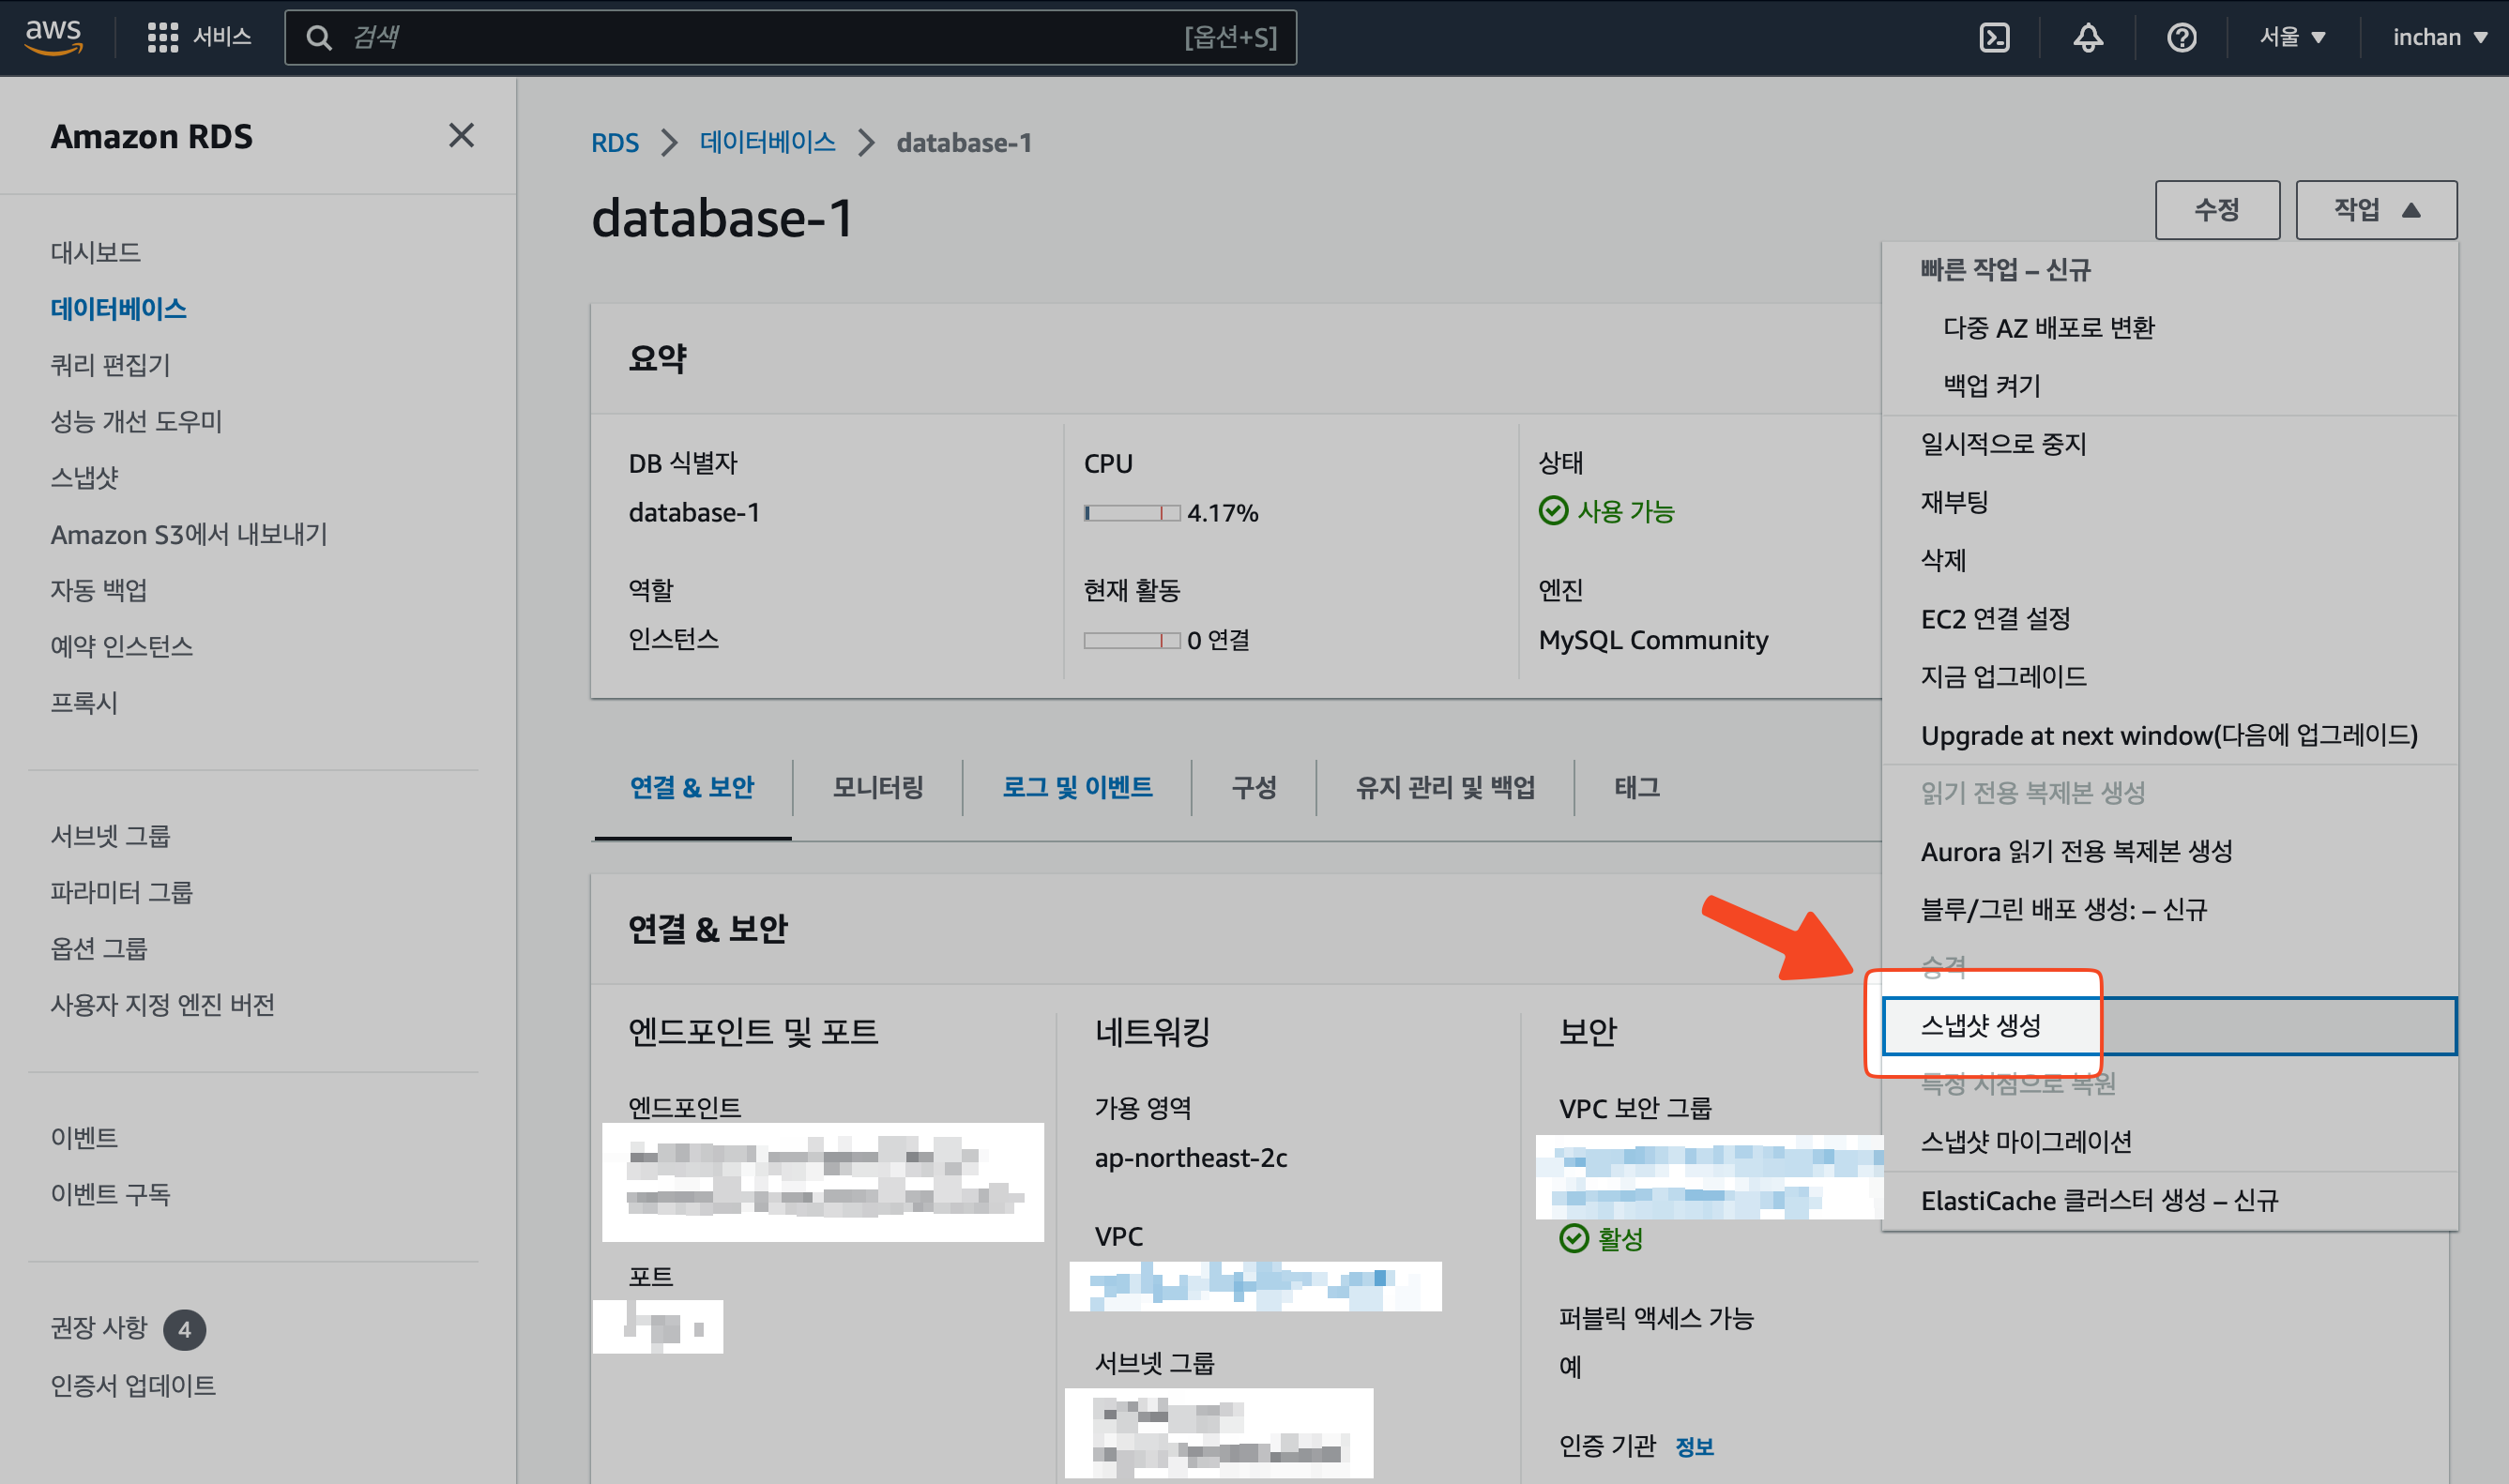 aws
서비스
검색
[옵션+S]
서울
inchan
Amazon RDS
대시보드
데이터베이스
쿼리 편집기
성능 개선 도우미
스냅샷
Amazon S3에서 내보내기
자동 백업
예약 인스턴스
프록시
서브넷 그룹
파라미터 그룹
옵션 그룹
사용자 지정 엔진 버전
이벤트
이벤트 구독
권장 사항 4
인증서 업데이트
RDS
데이터베이스
database-1
database-1
수정
작업
요약
DB 식별자
database-1
CPU
4.17%
상태
사용 가능
역할
인스턴스
현재 활동
0 연결
엔진
MySQL Community
연결 & 보안
모니터링
로그 및 이벤트
구성
유지 관리 및 백업
태그
연결 & 보안
엔드포인트 및 포트
엔드포인트
포트
네트워킹
가용 영역
ap-northeast-2c
VPC
서브넷 그룹
보안
VPC 보안 그룹
활성
퍼블릭 액세스 가능
예
인증 기관 정보
빠른 작업 – 신규
다중 AZ 배포로 변환
백업 켜기
일시적으로 중지
재부팅
삭제
EC2 연결 설정
지금 업그레이드
Upgrade at next window(다음에 업그레이드)
읽기 전용 복제본 생성
Aurora 읽기 전용 복제본 생성
블루/그린 배포 생성: – 신규
승격
스냅샷 생성
특정 시점으로 복원
스냅샷 마이그레이션
ElastiCache 클러스터 생성 – 신규